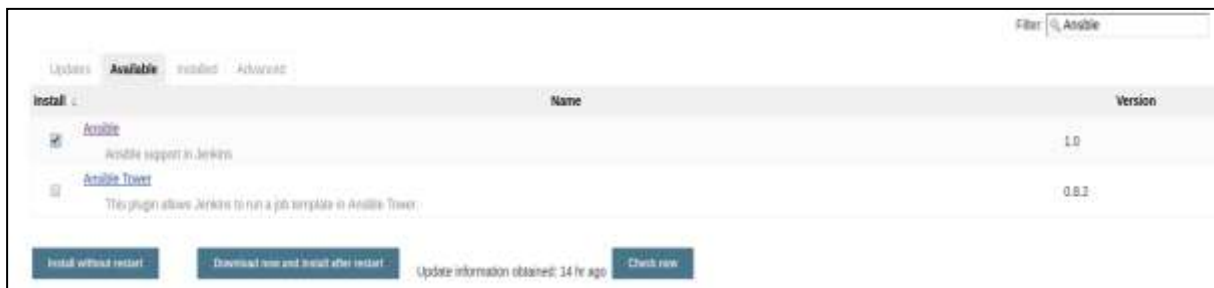 Filter: Ansible
Updates Available Installed Advanced
Install ↓ Name Version
Ansible 1.0
Ansible support in Jenkins
Ansible Tower 0.8.2
This plugin allows Jenkins to run a job template in Ansible Tower.
Install without restart Download now and install after restart Update information obtained: 14 hr ago Check now